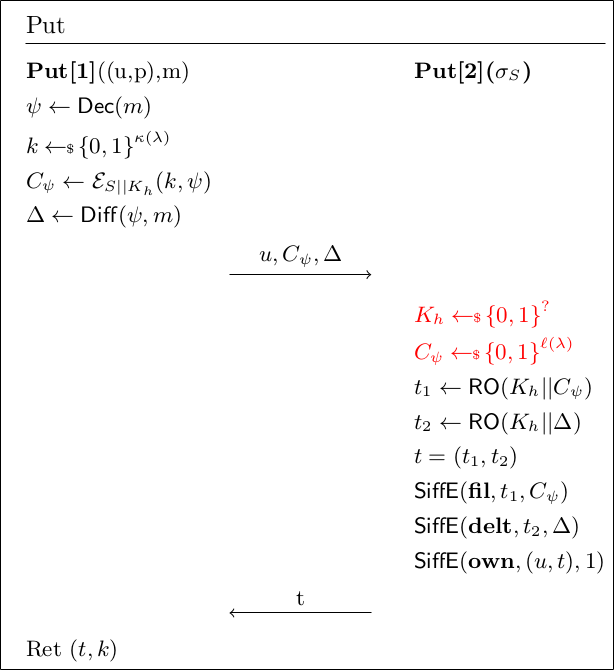 Put
Put[1]((u,p),m)
Put[2](σ_S)
ψ ← Dec(m)
k ←$ {0, 1}^{κ(λ)}
C_ψ ← ℰ_{S||K_h}(k, ψ)
Δ ← Diff(ψ, m)
u, C_ψ, Δ
K_h ←$ {0, 1}^?
C_ψ ←$ {0, 1}^{ℓ(λ)}
t_1 ← RO(K_h||C_ψ)
t_2 ← RO(K_h||Δ)
t = (t_1, t_2)
SiffE(fil, t_1, C_ψ)
SiffE(delt, t_2, Δ)
SiffE(own, (u, t), 1)
t
Ret (t, k)